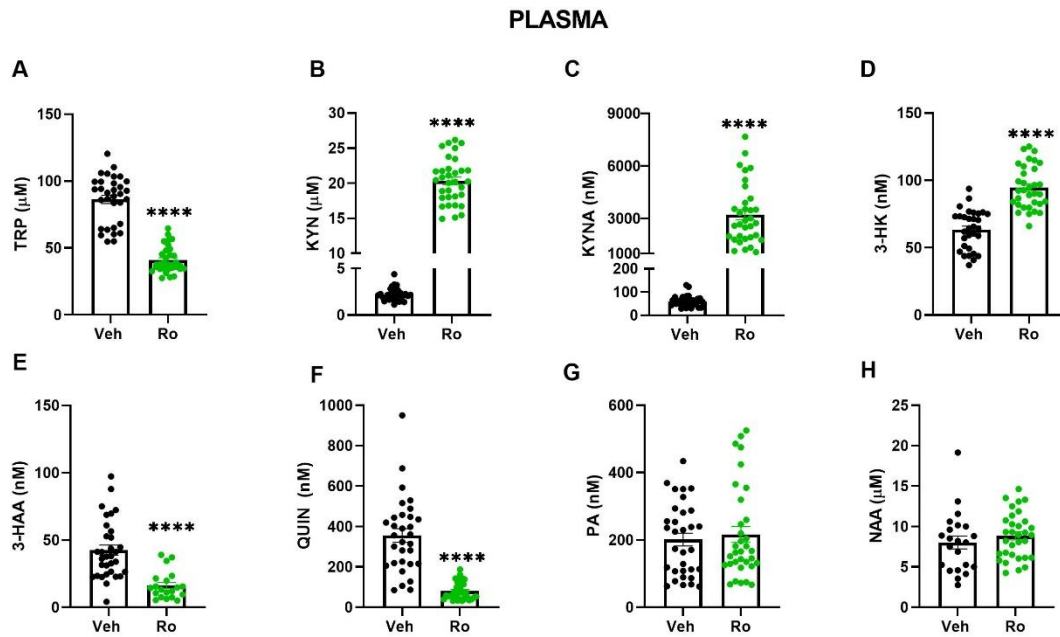 PLASMA
A
TRP (μM)
150
100
50
0
****
Veh Ro
B
KYN (μM)
30
25
20
15
10
5
0
****
Veh Ro
C
KYNA (nM)
9000
6000
3000
1000
200
100
50
0
****
Veh Ro
D
3-HK (nM)
150
100
50
0
****
Veh Ro
E
3-HAA (nM)
150
100
50
0
****
Veh Ro
F
QUIN (nM)
1000
800
600
400
200
0
****
Veh Ro
G
PA (nM)
600
400
200
0
Veh Ro
H
NAA (μM)
25
20
15
10
5
0
Veh Ro